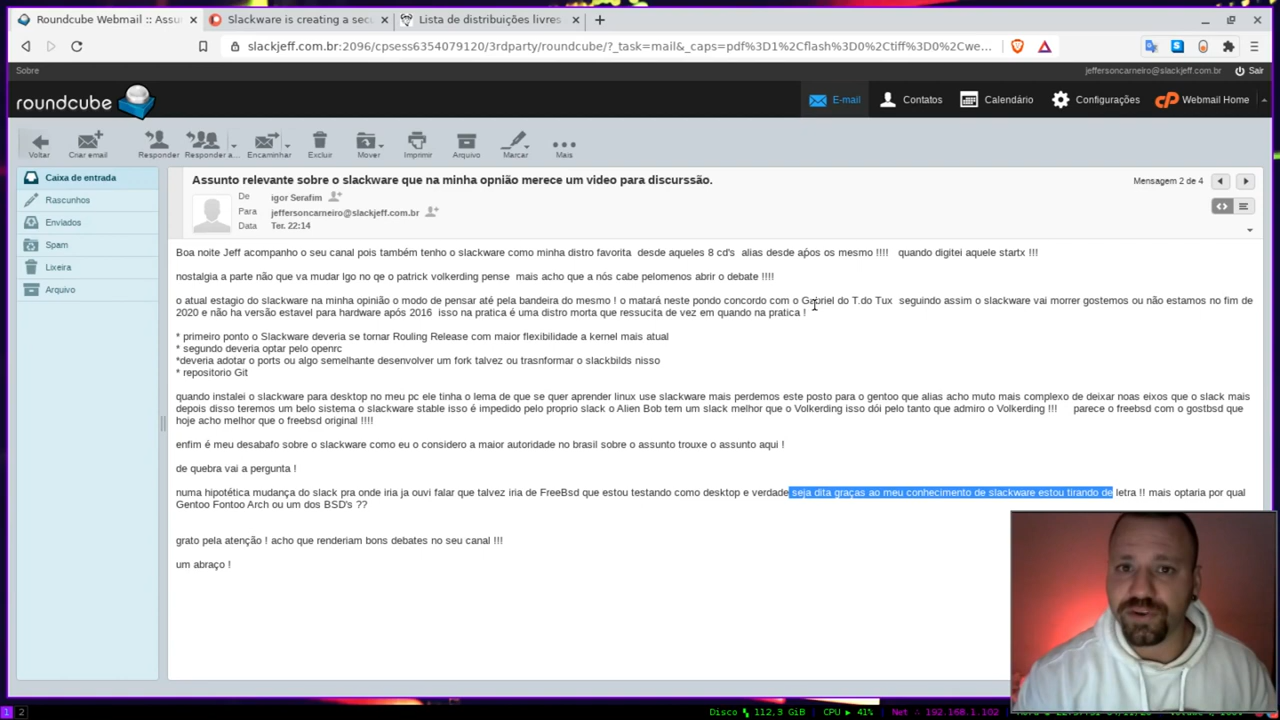 Roundcube Webmail :: Assu
Slackware is creating a secu
Lista de distribuições livres
slackjeff.com.br:2096/cpsess6354079120/3rdparty/roundcube/?_task=mail&_caps=pdf%3D1%2Cflash%3D0%2Ctiff%3D0%2Cwe...
Sobre
jeffersoncarneiro@slackjeff.com.br
Sair
roundcube
E-mail
Contatos
Calendário
Configurações
cP Webmail Home
Voltar
Criar email
Responder
Responder a...
Encaminhar
Excluir
Mover
Imprimir
Arquivo
Marcar
Mais
Caixa de entrada
Rascunhos
Enviados
Spam
Lixeira
Arquivo
Assunto relevante sobre o slackware que na minha opnião merece um video para discurssão.
Mensagem 2 de 4
De igor Serafim
Para jeffersoncarneiro@slackjeff.com.br
Data Ter. 22:14
Boa noite Jeff acompanho o seu canal pois também tenho o slackware como minha distro favorita desde aqueles 8 cd's alias desde aṕos os mesmo !!!! quando digitei aquele startx !!!
nostalgia a parte não que va mudar lgo no qe o patrick volkerding pense mais acho que a nós cabe pelomenos abrir o debate !!!!
o atual estagio do slackware na minha opinião o modo de pensar até pela bandeira do mesmo ! o matará neste pondo concordo com o Gabriel do T.do Tux seguindo assim o slackware vai morrer gostemos ou não estamos no fim de
2020 e não ha versão estavel para hardware após 2016 isso na pratica é uma distro morta que ressucita de vez em quando na pratica !
* primeiro ponto o Slackware deveria se tornar Rouling Release com maior flexibilidade a kernel mais atual
* segundo deveria optar pelo openrc
*deveria adotar o ports ou algo semelhante desenvolver um fork talvez ou trasnformar o slackbilds nisso
* repositorio Git
quando instalei o slackware para desktop no meu pc ele tinha o lema de que se quer aprender linux use slackware mais perdemos este posto para o gentoo que alias acho muto mais complexo de deixar noas eixos que o slack mais
depois disso teremos um belo sistema o slackware stable isso é impedido pelo proprio slack o Alien Bob tem um slack melhor que o Volkerding isso dói pelo tanto que admiro o Volkerding !!! parece o freebsd com o gostbsd que
hoje acho melhor que o freebsd original !!!!
enfim é meu desabafo sobre o slackware como eu o considero a maior autoridade no brasil sobre o assunto trouxe o assunto aqui !
de quebra vai a pergunta !
numa hipotética mudança do slack pra onde iria ja ouvi falar que talvez iria de FreeBsd que estou testando como desktop e verdade seja dita graças ao meu conhecimento de slackware estou tirando de letra !! mais optaria por qual
Gentoo Fontoo Arch ou um dos BSD's ??
grato pela atenção ! acho que renderiam bons debates no seu canal !!!
um abraço !
1 2
Disco 112,3 GiB
CPU 41%
Net 192.168.1.102